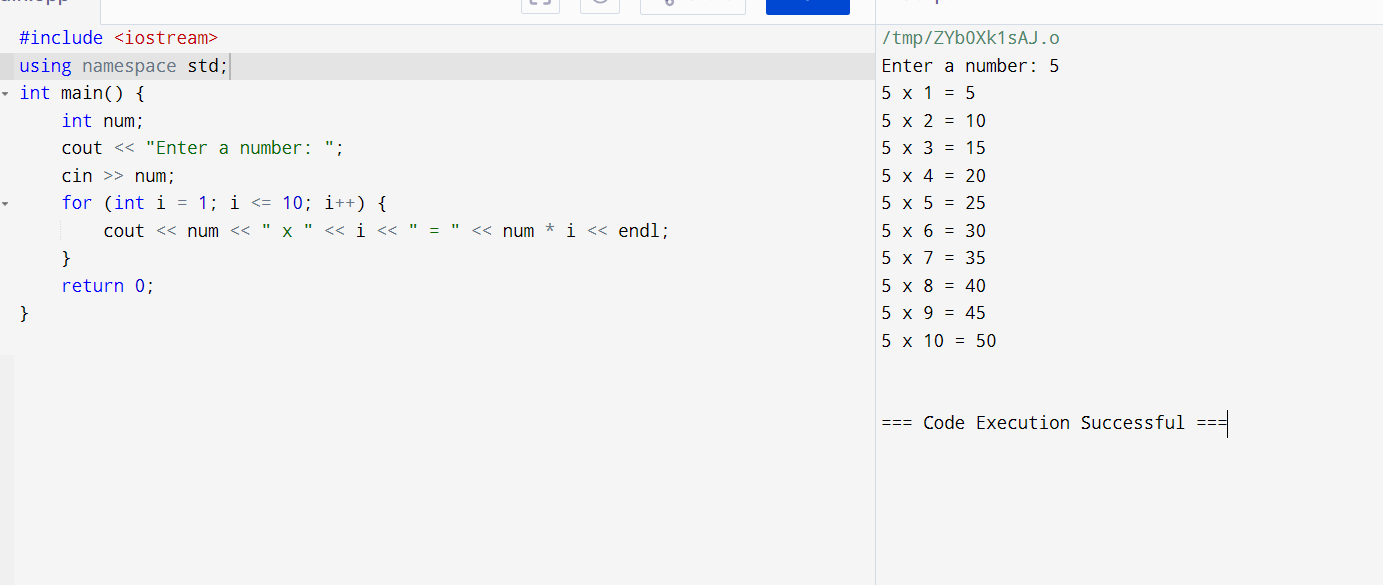 #include <iostream>
using namespace std;
int main() {
    int num;
    cout << "Enter a number: ";
    cin >> num;
    for (int i = 1; i <= 10; i++) {
        cout << num << " x " << i << " = " << num * i << endl;
    }
    return 0;
}
/tmp/ZYb0Xk1sAJ.o
Enter a number: 5
5 x 1 = 5
5 x 2 = 10
5 x 3 = 15
5 x 4 = 20
5 x 5 = 25
5 x 6 = 30
5 x 7 = 35
5 x 8 = 40
5 x 9 = 45
5 x 10 = 50
=== Code Execution Successful ===